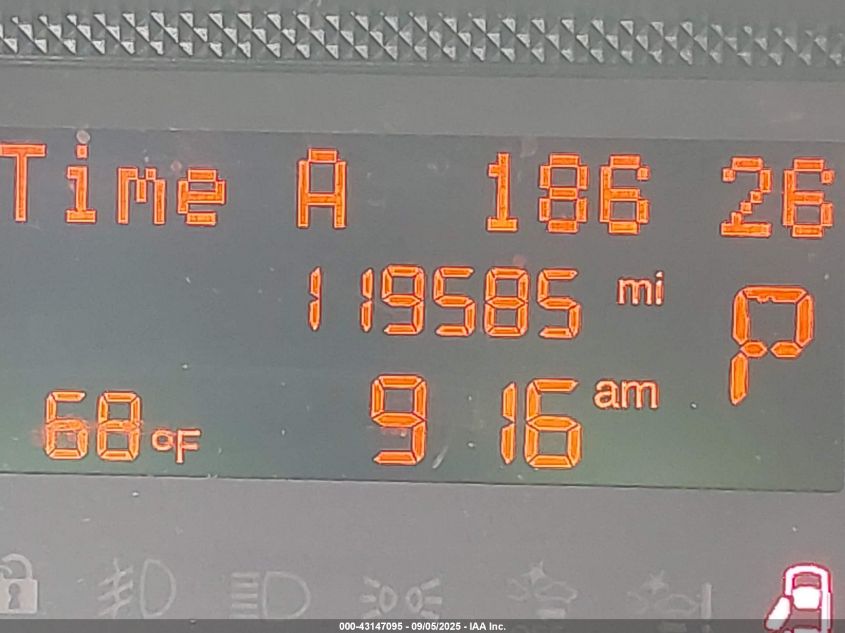 Time A 186 26
119585 mi
P
68°F 9 16 am
000-43147095 - 09/05/2025 - IAA Inc.